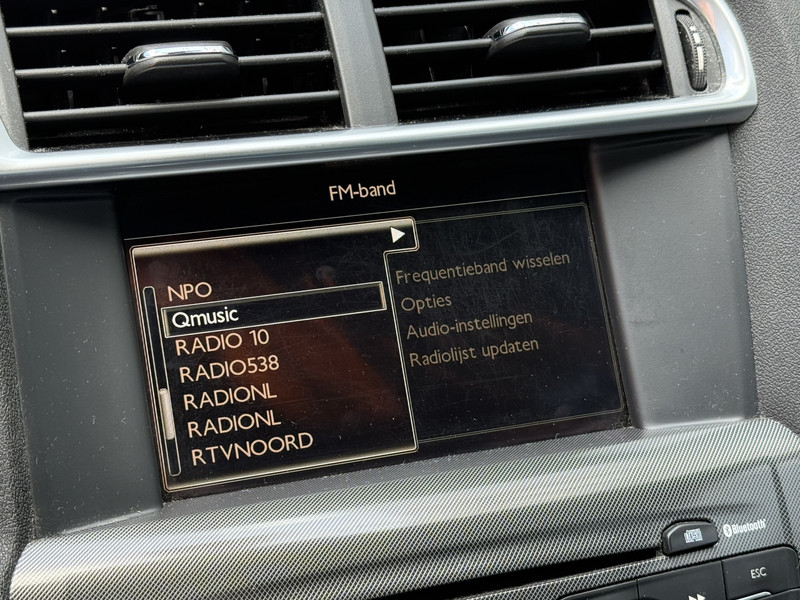 FM-band
NPO
Qmusic
RADIO 10
RADIO538
RADIONL
RADIONL
RTVNOORD
Frequentieband wisselen
Opties
Audio-instellingen
Radiolijst updaten
Bluetooth
ESC